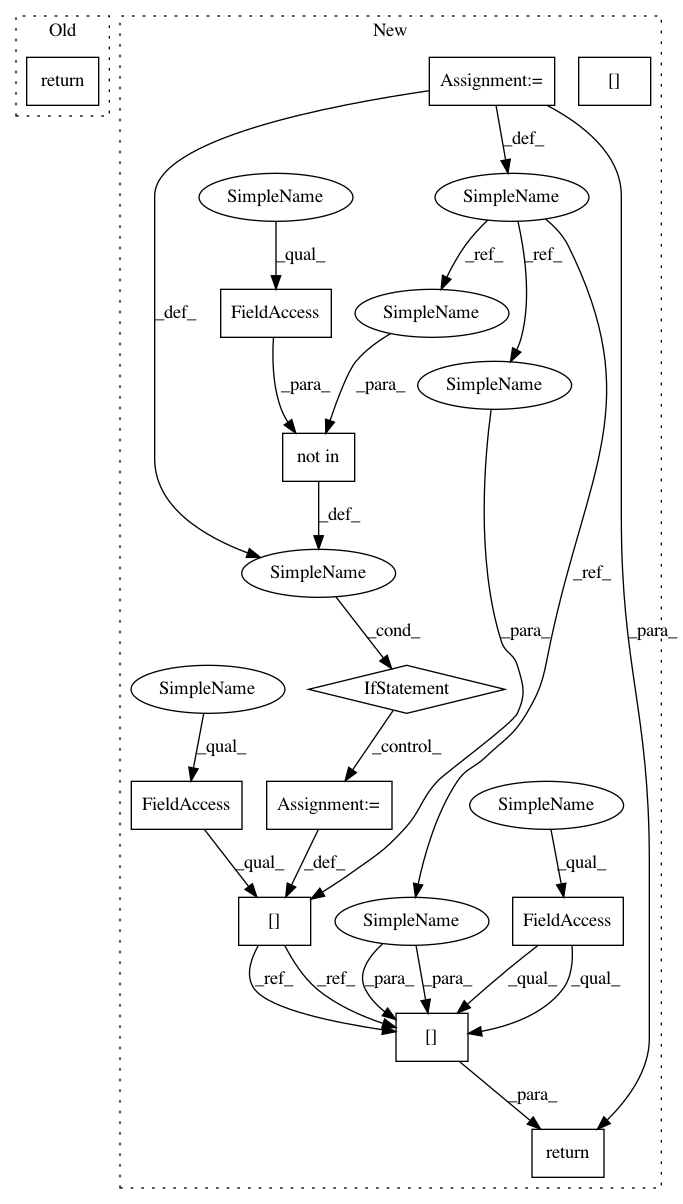 Old
New
return
Assignment:=
[]
_def_
SimpleName
SimpleName
_qual_
_ref_
_ref_
_def_
FieldAccess
SimpleName
SimpleName
_para_
_para_
not in
_def_
SimpleName
_ref_
_cond_
_para_
_para_
SimpleName
IfStatement
_qual_
_control_
FieldAccess
Assignment:=
SimpleName
_qual_
_def_
_qual_
[]
SimpleName
FieldAccess
_ref_
_ref_
_para_
_para_
_qual_
_qual_
[]
_para_
return